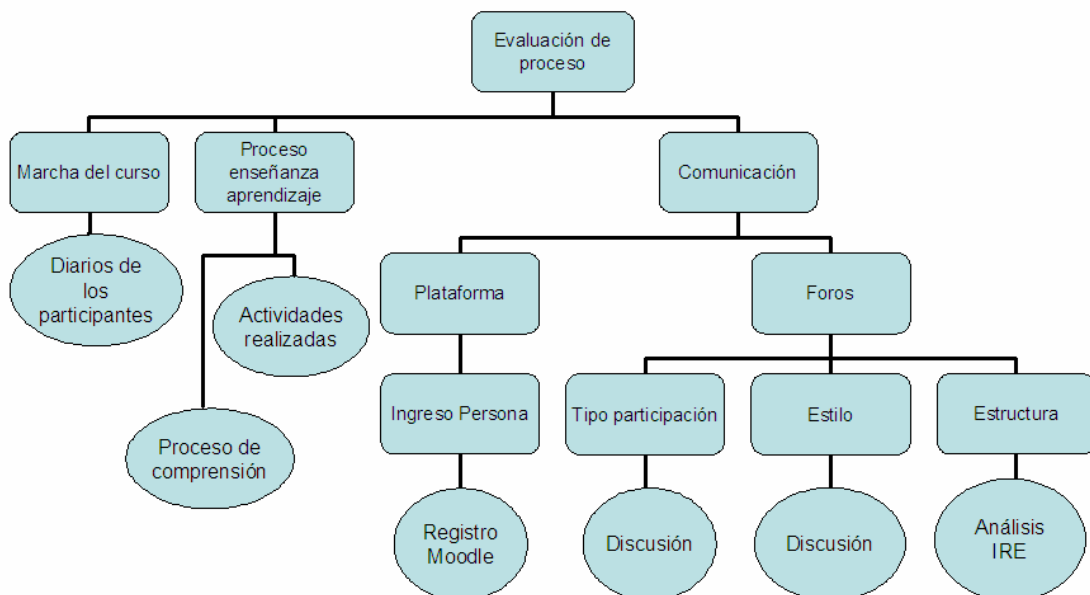 Evaluación de
proceso
Marcha del curso
Proceso
enseñanza
aprendizaje
Comunicación
Diarios de
los
participantes
Actividades
realizadas
Proceso de
comprensión
Plataforma
Foros
Ingreso Persona
Tipo participación
Estilo
Estructura
Registro
Moodle
Discusión
Discusión
Análisis
IRE